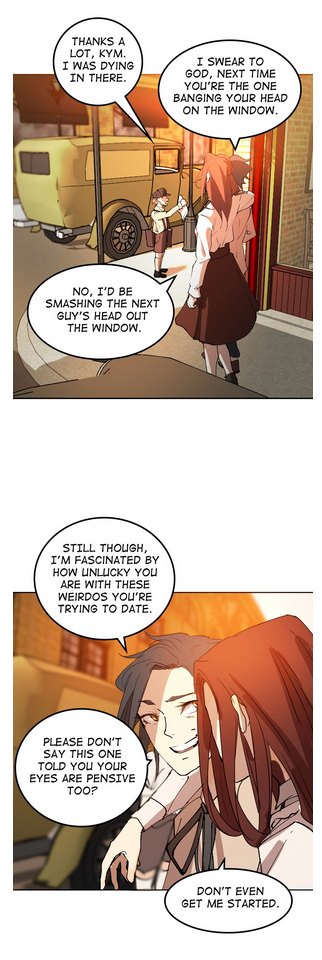 THANKS A
LOT, KYM.
I WAS DYING
IN THERE.
I SWEAR TO
GOD, NEXT TIME
YOU'RE THE ONE
BANGING YOUR HEAD
ON THE WINDOW.
NO, I'D BE
SMASHING THE NEXT
GUY'S HEAD OUT
THE WINDOW.
STILL THOUGH,
I'M FASCINATED BY
HOW UNLUCKY YOU
ARE WITH THESE
WEIRDOS YOU'RE
TRYING TO DATE.
PLEASE DON'T
SAY THIS ONE
TOLD YOU YOUR
EYES ARE PENSIVE
TOO?
DON'T EVEN
GET ME STARTED.